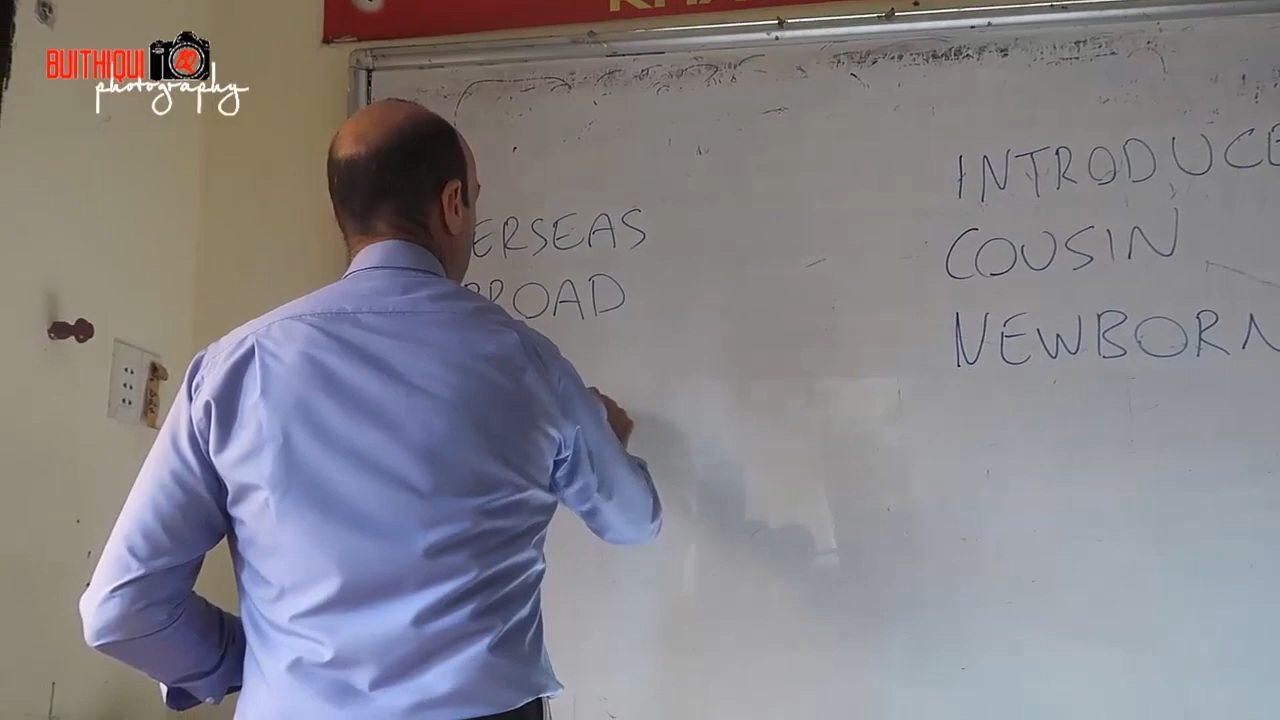 BUITHIQUI
photography
ERSEAS
ROAD
INTRODUCE
COUSIN
NEWBORN